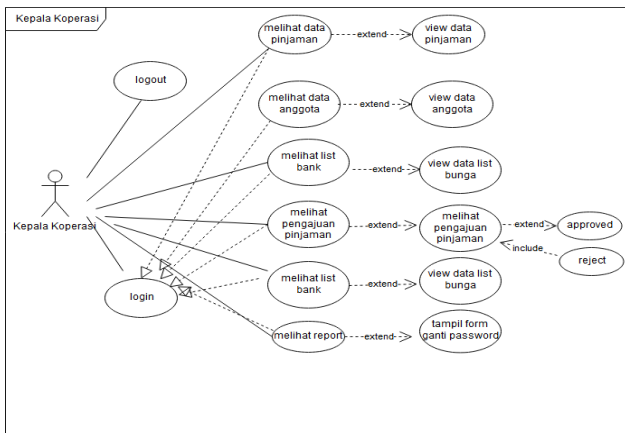 Kepala Koperasi
melihat data
pinjaman
extend
view data
pinjaman
logout
melihat data
anggota
extend
view data
anggota
melihat list
bank
extend
view data list
bunga
Kepala Koperasi
melihat
pengajuan
pinjaman
extend
melihat
pengajuan
pinjaman
extend
approved
include
reject
login
melihat list
bank
extend
view data list
bunga
melihat report
extend
tampil form
ganti password